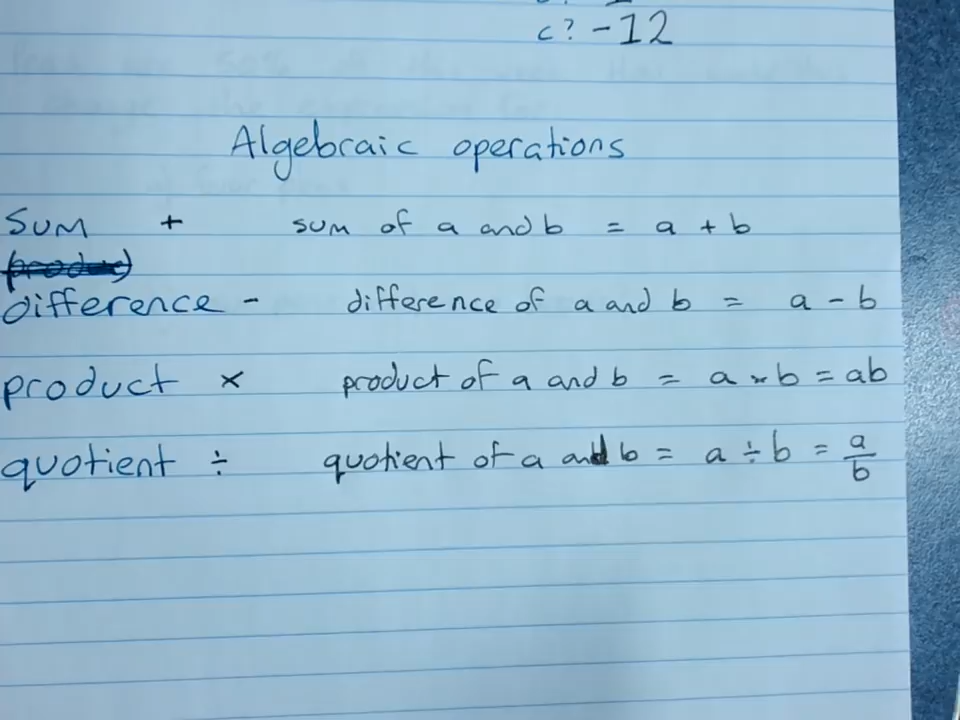 c? -12
Algebraic operations
sum + sum of a and b = a + b
difference - difference of a and b = a - b
product × product of a and b = a × b = ab
quotient ÷ quotient of a and b = a ÷ b = a/b